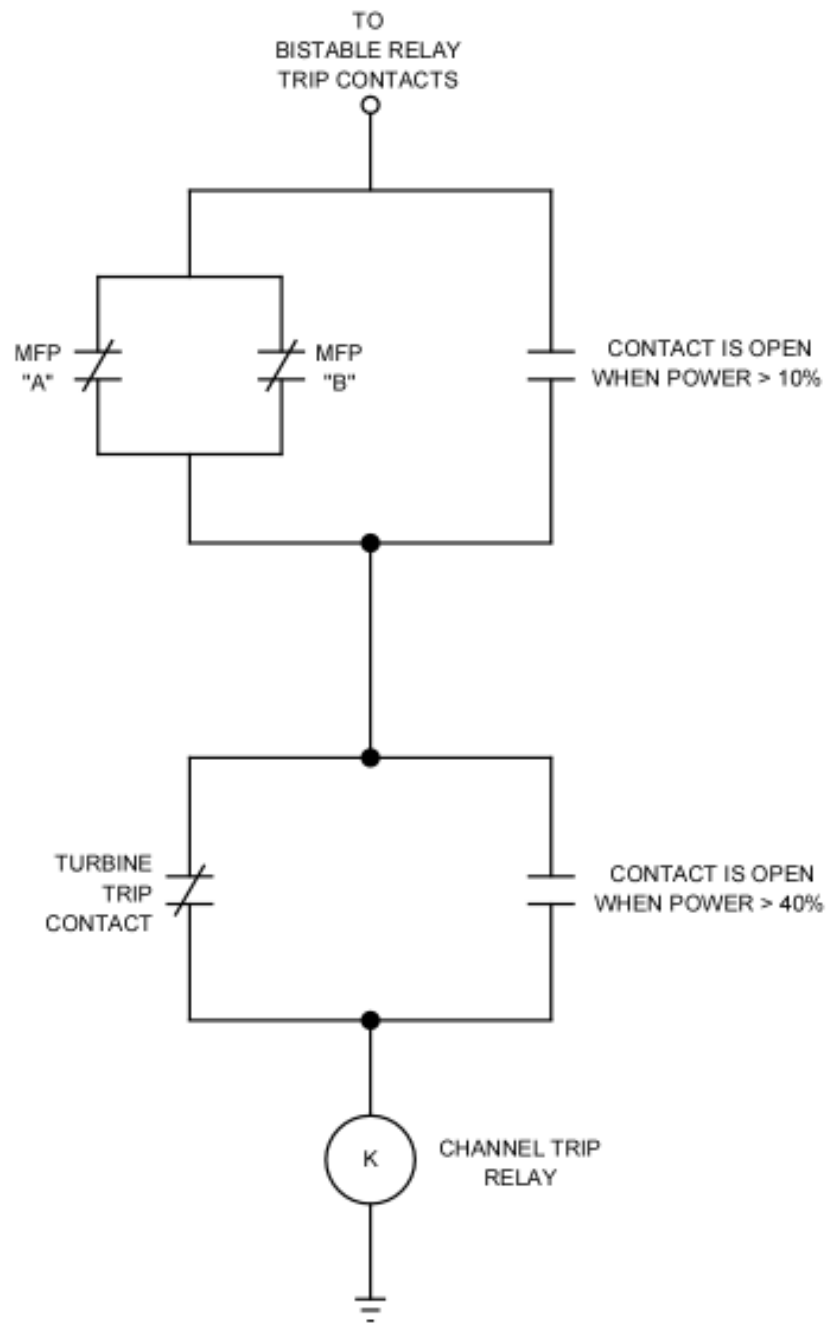 TO
BISTABLE RELAY
TRIP CONTACTS
MFP
"A"
MFP
"B"
CONTACT IS OPEN
WHEN POWER > 10%
TURBINE
TRIP
CONTACT
CONTACT IS OPEN
WHEN POWER > 40%
K
CHANNEL TRIP
RELAY